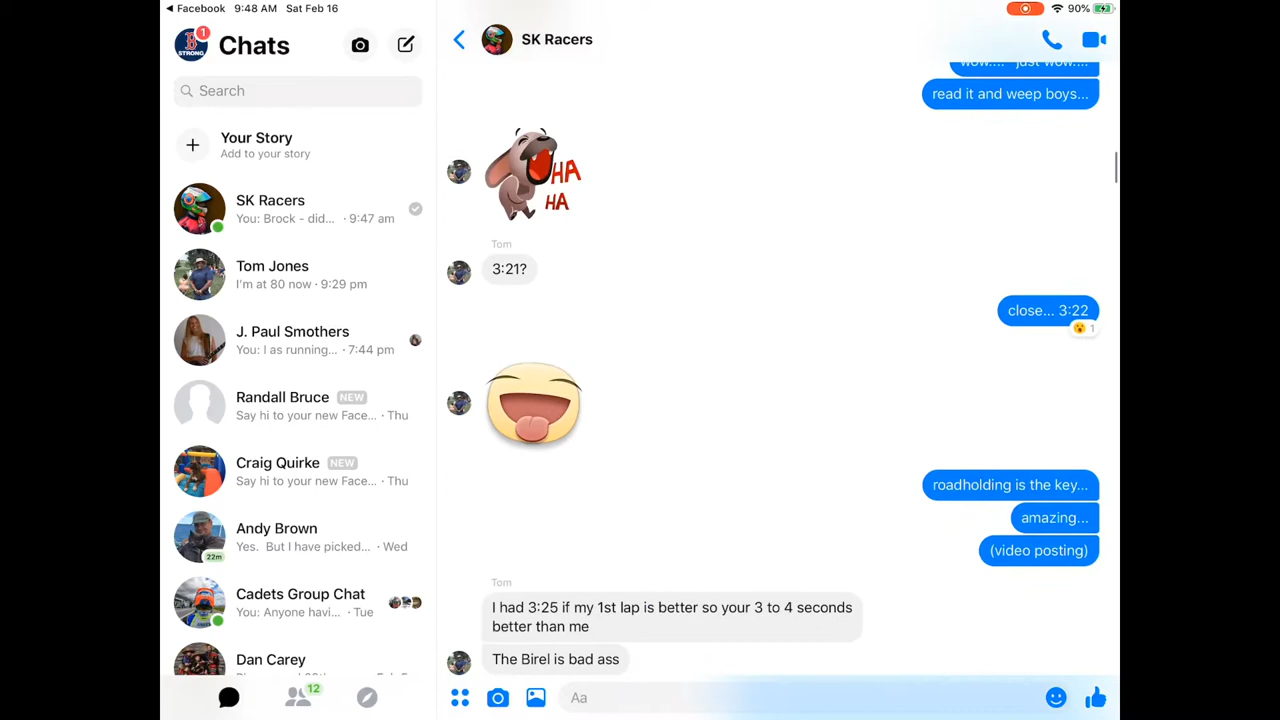 Facebook 9:48 AM Sat Feb 16
90%
B
STRONG
1
Chats
Search
Your Story
Add to your story
SK Racers
You: Brock - did... · 9:47 am
Tom Jones
I'm at 80 now · 9:29 pm
J. Paul Smothers
You: I as running... · 7:44 pm
Randall Bruce NEW
Say hi to your new Face... · Thu
Craig Quirke NEW
Say hi to your new Face... · Thu
Andy Brown
Yes. But I have picked... · Wed
22m
Cadets Group Chat
You: Anyone havi... · Tue
Dan Carey
12
SK Racers
wow.... just wow....
read it and weep boys...
HA
HA
Tom
3:21?
close... 3:22
1
roadholding is the key...
amazing...
(video posting)
Tom
I had 3:25 if my 1st lap is better so your 3 to 4 seconds
better than me
The Birel is bad ass
Aa